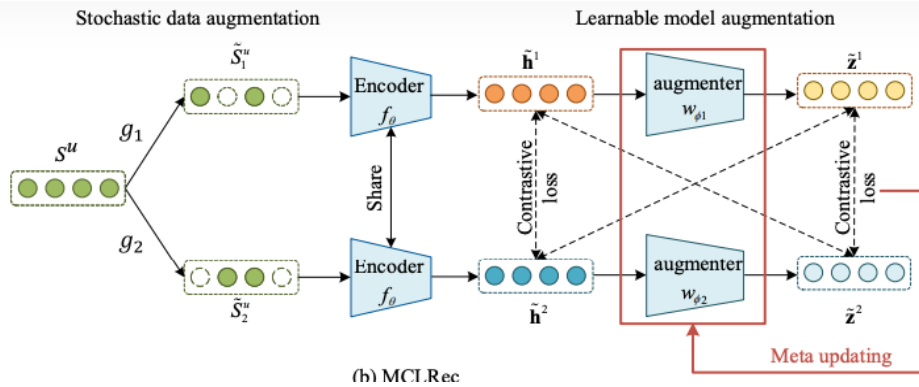 Stochastic data augmentation
Learnable model augmentation
S̃₁ᵘ
h̃¹
z̃¹
Encoder
f_θ
augmenter
w_ϕ1
g₁
Sᵘ
Share
Contrastive
loss
Contrastive
loss
g₂
Encoder
f_θ
augmenter
w_ϕ2
S̃₂ᵘ
h̃²
z̃²
Meta updating
(b) MCLRec